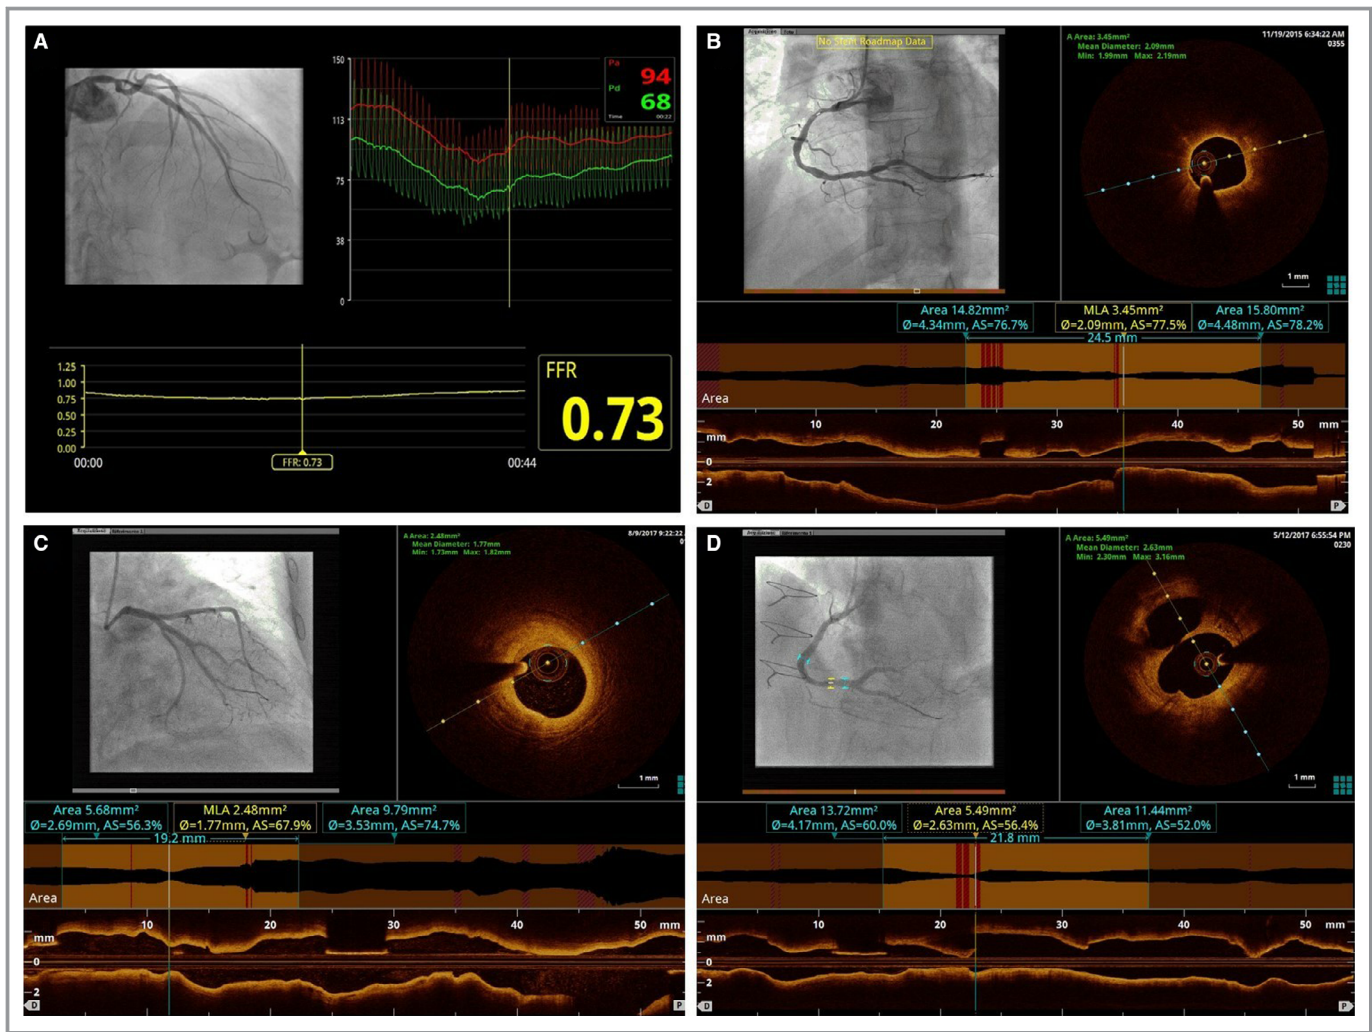 A
150
113
75
38
0
Pa
94
Pd
68
Time 00:22
1.25
1.00
0.75
0.50
0.25
0.00
00:00
FFR: 0.73
00:44
FFR
0.73
B
No Stent Roadmap Data
A Area: 3.45mm²
Mean Diameter: 2.09mm
Min: 1.99mm Max: 2.19mm
11/19/2015 6:34:22 AM
0355
1 mm
Area 14.82mm²
Ø=4.34mm, AS=76.7%
MLA 3.45mm²
Ø=2.09mm, AS=77.5%
Area 15.80mm²
Ø=4.48mm, AS=78.2%
24.5 mm
Area
10 20 30 40 50 mm
mm
0
2
D
P
C
A Area: 2.48mm²
Mean Diameter: 1.77mm
Min: 1.73mm Max: 1.82mm
8/9/2017 9:22:22
1 mm
Area 5.68mm²
Ø=2.69mm, AS=56.3%
MLA 2.48mm²
Ø=1.77mm, AS=67.9%
Area 9.79mm²
Ø=3.53mm, AS=74.7%
19.2 mm
Area
10 20 30 40 50 mm
mm
0
2
D
P
D
A Area: 5.49mm²
Mean Diameter: 2.63mm
Min: 2.30mm Max: 3.16mm
5/12/2017 6:55:54 PM
0230
1 mm
Area 13.72mm²
Ø=4.17mm, AS=60.0%
Area 5.49mm²
Ø=2.63mm, AS=56.4%
Area 11.44mm²
Ø=3.81mm, AS=52.0%
21.8 mm
Area
10 20 30 40 50 mm
mm
0
2
D
P